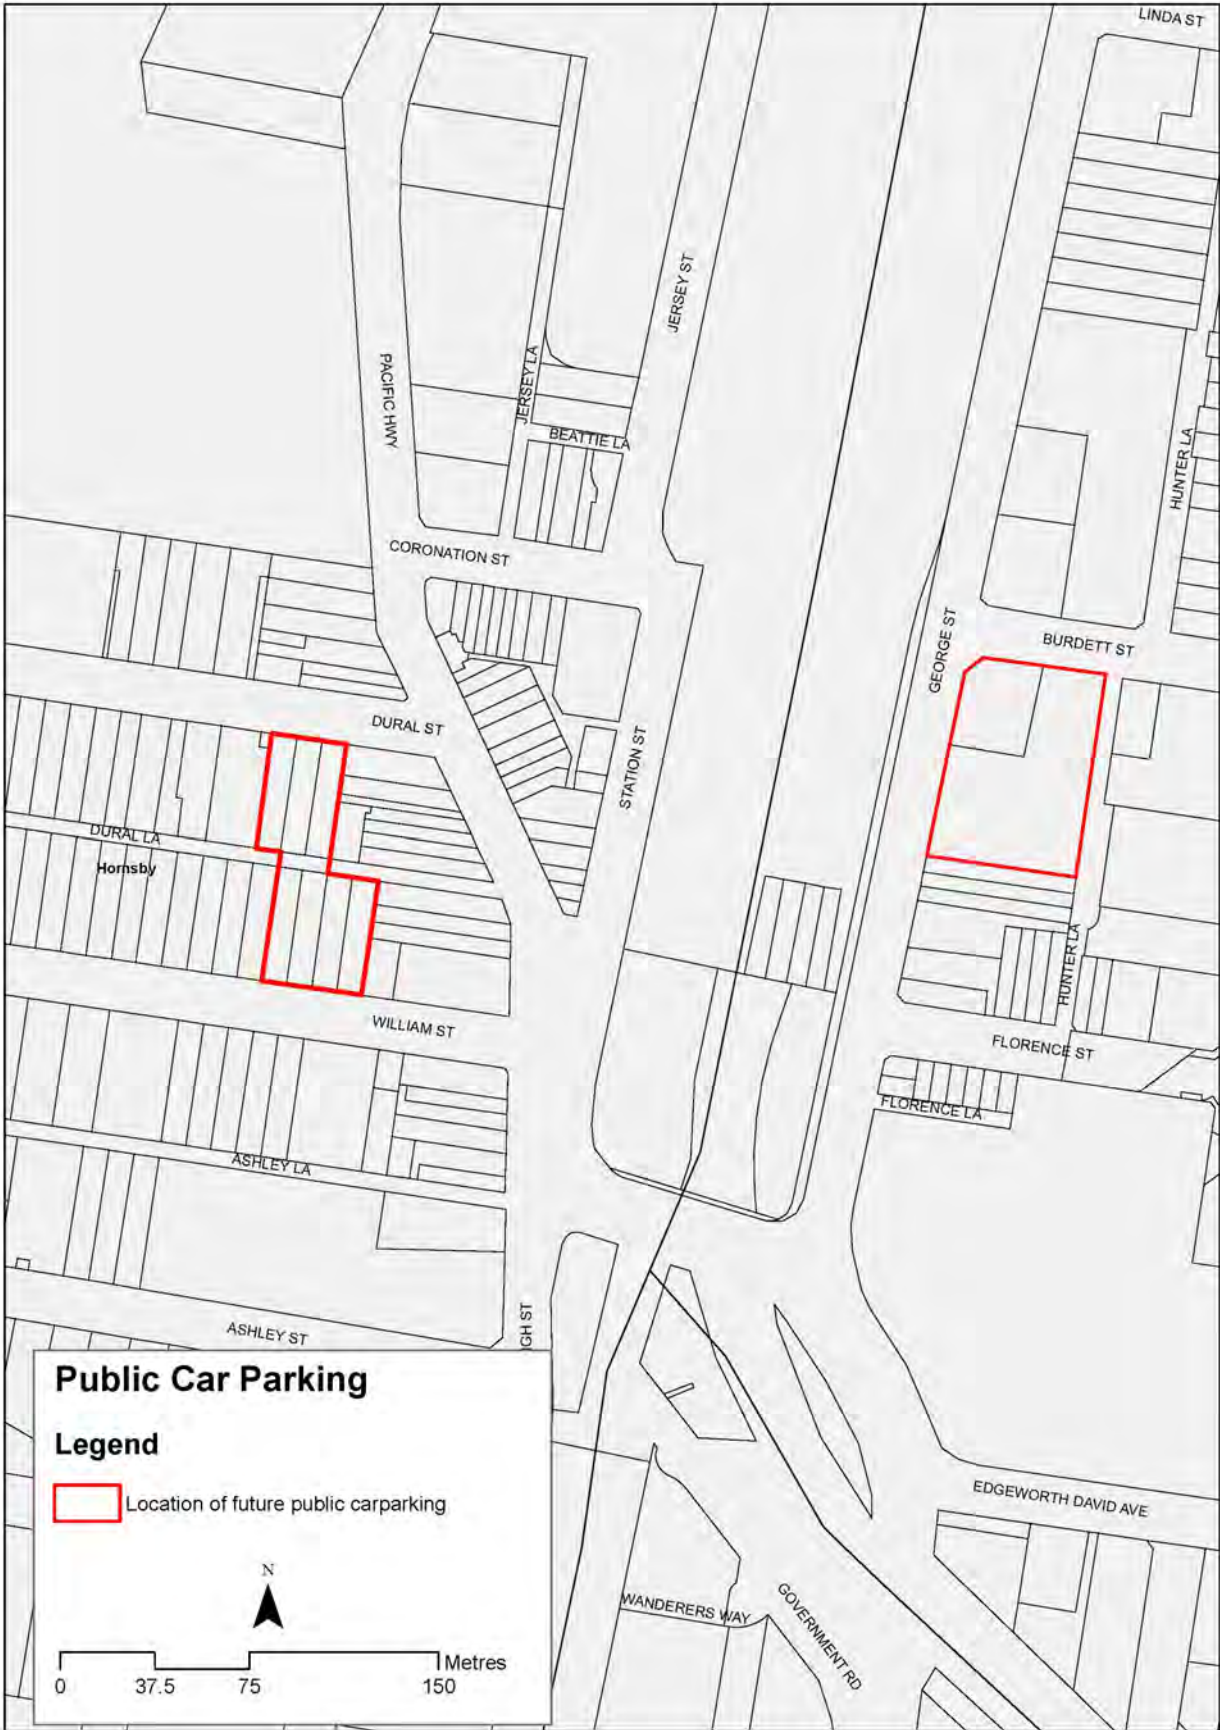 LINDA ST
JERSEY ST
PACIFIC HWY
JERSEY LA
BEATTIE LA
HUNTER LA
CORONATION ST
GEORGE ST
BURDETT ST
DURAL ST
STATION ST
DURAL LA
Hornsby
HUNTER LA
WILLIAM ST
FLORENCE ST
FLORENCE LA
ASHLEY LA
ASHLEY ST
GH ST
Public Car Parking
Legend
Location of future public carparking
EDGEWORTH DAVID AVE
N
WANDERERS WAY
GOVERNMENT RD
Metres
0 37.5 75 150